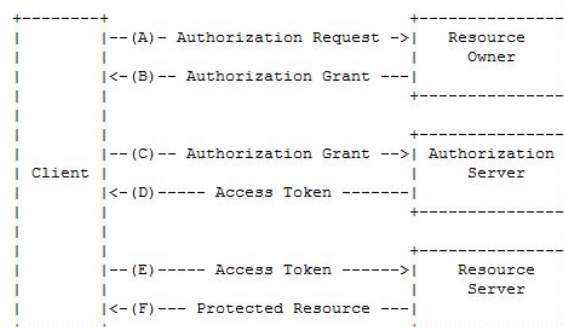 (A) Authorization Request Resource
Owner
(B) Authorization Grant
(C) Authorization Grant Authorization
Client Server
(D) Access Token
(E) Access Token Resource
Server
(F) Protected Resource